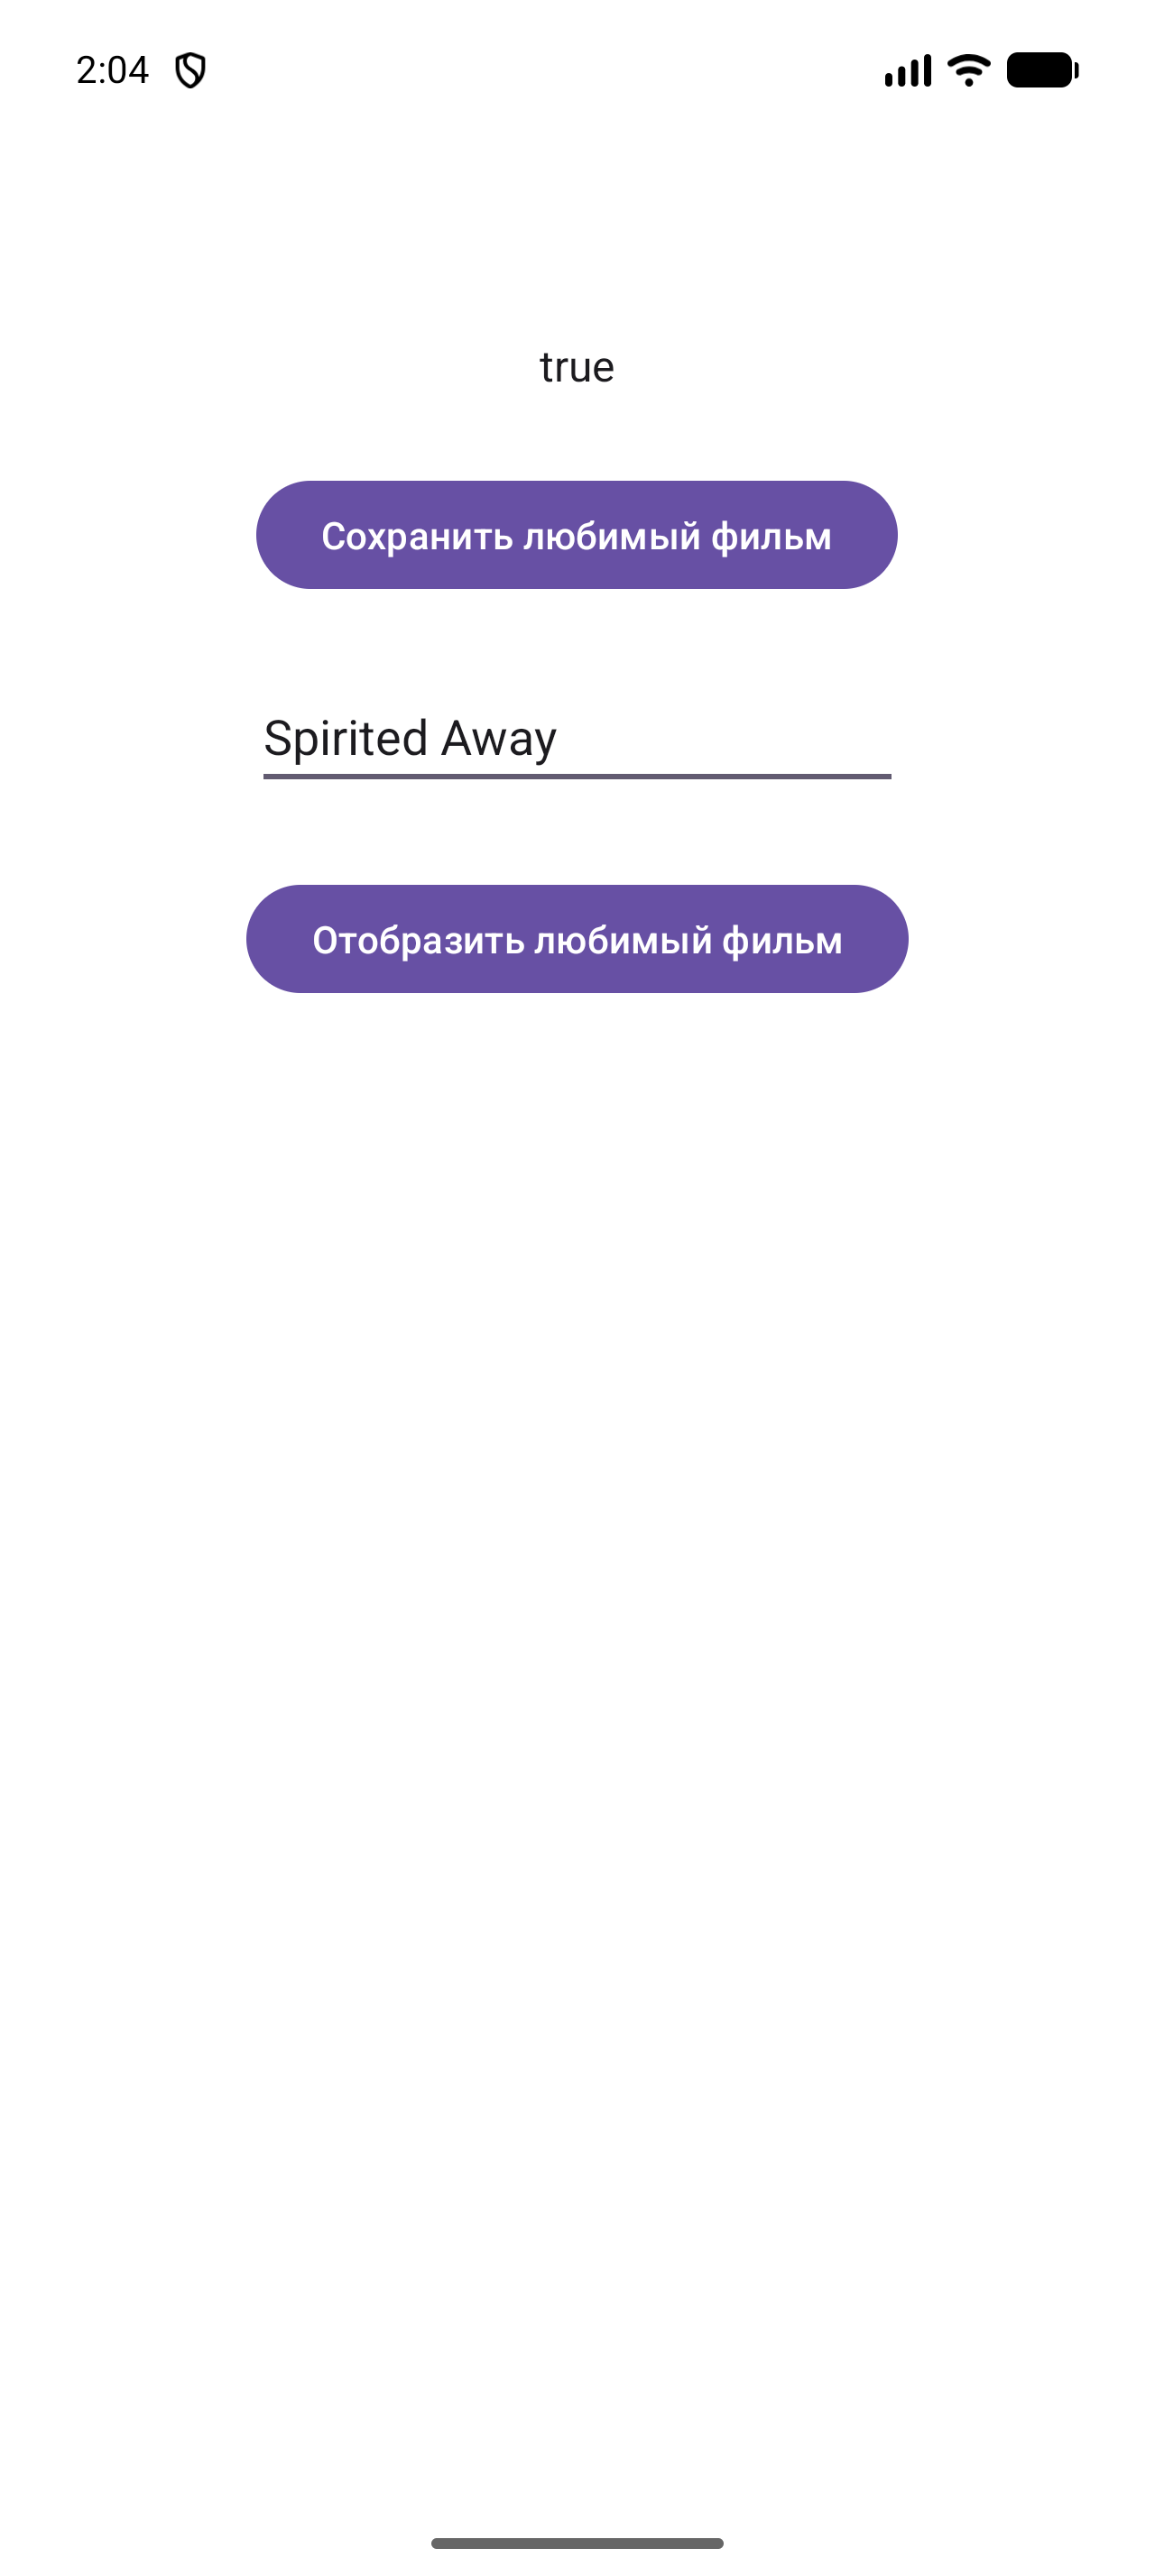 2:04
true
Сохранить любимый фильм
Spirited Away
Отобразить любимый фильм